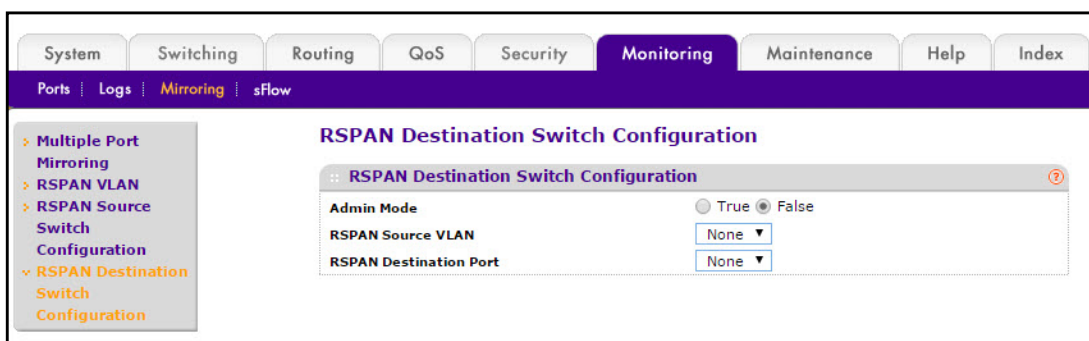 System Switching Routing QoS Security Monitoring Maintenance Help Index
Ports Logs Mirroring sFlow
Multiple Port
Mirroring
RSPAN VLAN
RSPAN Source
Switch
Configuration
RSPAN Destination
Switch
Configuration
RSPAN Destination Switch Configuration
RSPAN Destination Switch Configuration
Admin Mode True False
RSPAN Source VLAN None
RSPAN Destination Port None